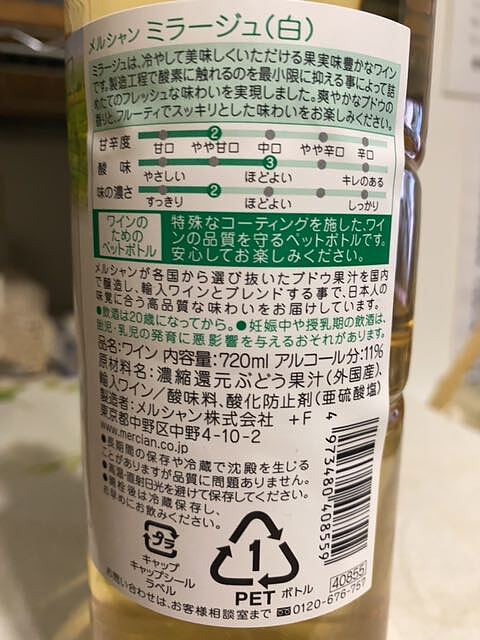 メルシャン ミラージュ(白)
ミラージュは、冷やして美味しくいただける果実味豊かなワイン
です。製造工程で酸素に触れるのを最小限に抑える事によって詰
めたてのフレッシュな味わいを実現しました。爽やかなブドウの
香りと、フルーティでスッキリとした味わいをお楽しみください。
甘辛度 2
甘口 やや甘口 中口 やや辛口 辛口
酸味 3
やさしい ほどよい キレのある
味の濃さ 2
すっきり ほどよい しっかり
ワインの
ための
ペットボトル
特殊なコーティングを施した、ワイ
ンの品質を守るペットボトルです。
安心してお楽しみください。
メルシャンが各国から選び抜いたブドウ果汁を国内
で醸造し、輸入ワインとブレンドする事で、日本人の
味覚に合う高品質な味わいをお届けしています。
●飲酒は20歳になってから。●妊娠中や授乳期の飲酒は、
胎児・乳児の発育に悪影響を与えるおそれがあります。
品名:ワイン 内容量:720ml アルコール分:11%
原材料名:濃縮還元ぶどう果汁(外国産)、
輸入ワイン/酸味料、酸化防止剤(亜硫酸塩)
製造者:メルシャン株式会社 +F
東京都中野区中野4-10-2
www.mercian.co.jp
●長期間の保存や冷蔵で沈殿を生じる
ことがありますが品質に問題ありません。
●高温・直射日光を避けて保存してください。
●開栓後は冷蔵保存し、
お早めにお飲みください。
4973480408559
プラ
キャップ
キャップシール
ラベル
1
PET ボトル
40855
お問い合わせは、お客様相談室まで 0120-676-757